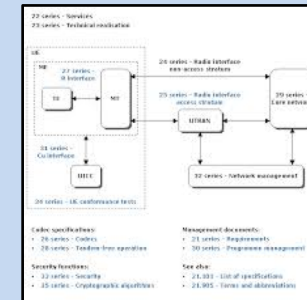 22 series - Services
23 series - Technical realization
UE
ME
27 series -
R interface
TE
MT
24 series - Radio interface
non-access stratum
25 series - Radio interface
access stratum
UTRAN
29 series -
Core network
31 series -
Cu interface
UICC
32 series - Network management
34 series - UE conformance tests
Codec specifications:
• 26 series - Codecs
• 28 series - Tandem-free operation
Management documents:
• 21 series - Requirements
• 30 series - Programme management
Security functions:
• 33 series - Security
• 35 series - Cryptographic algorithms
See also:
• 21.101 - List of specifications
• 21.905 - Terms and abbreviations